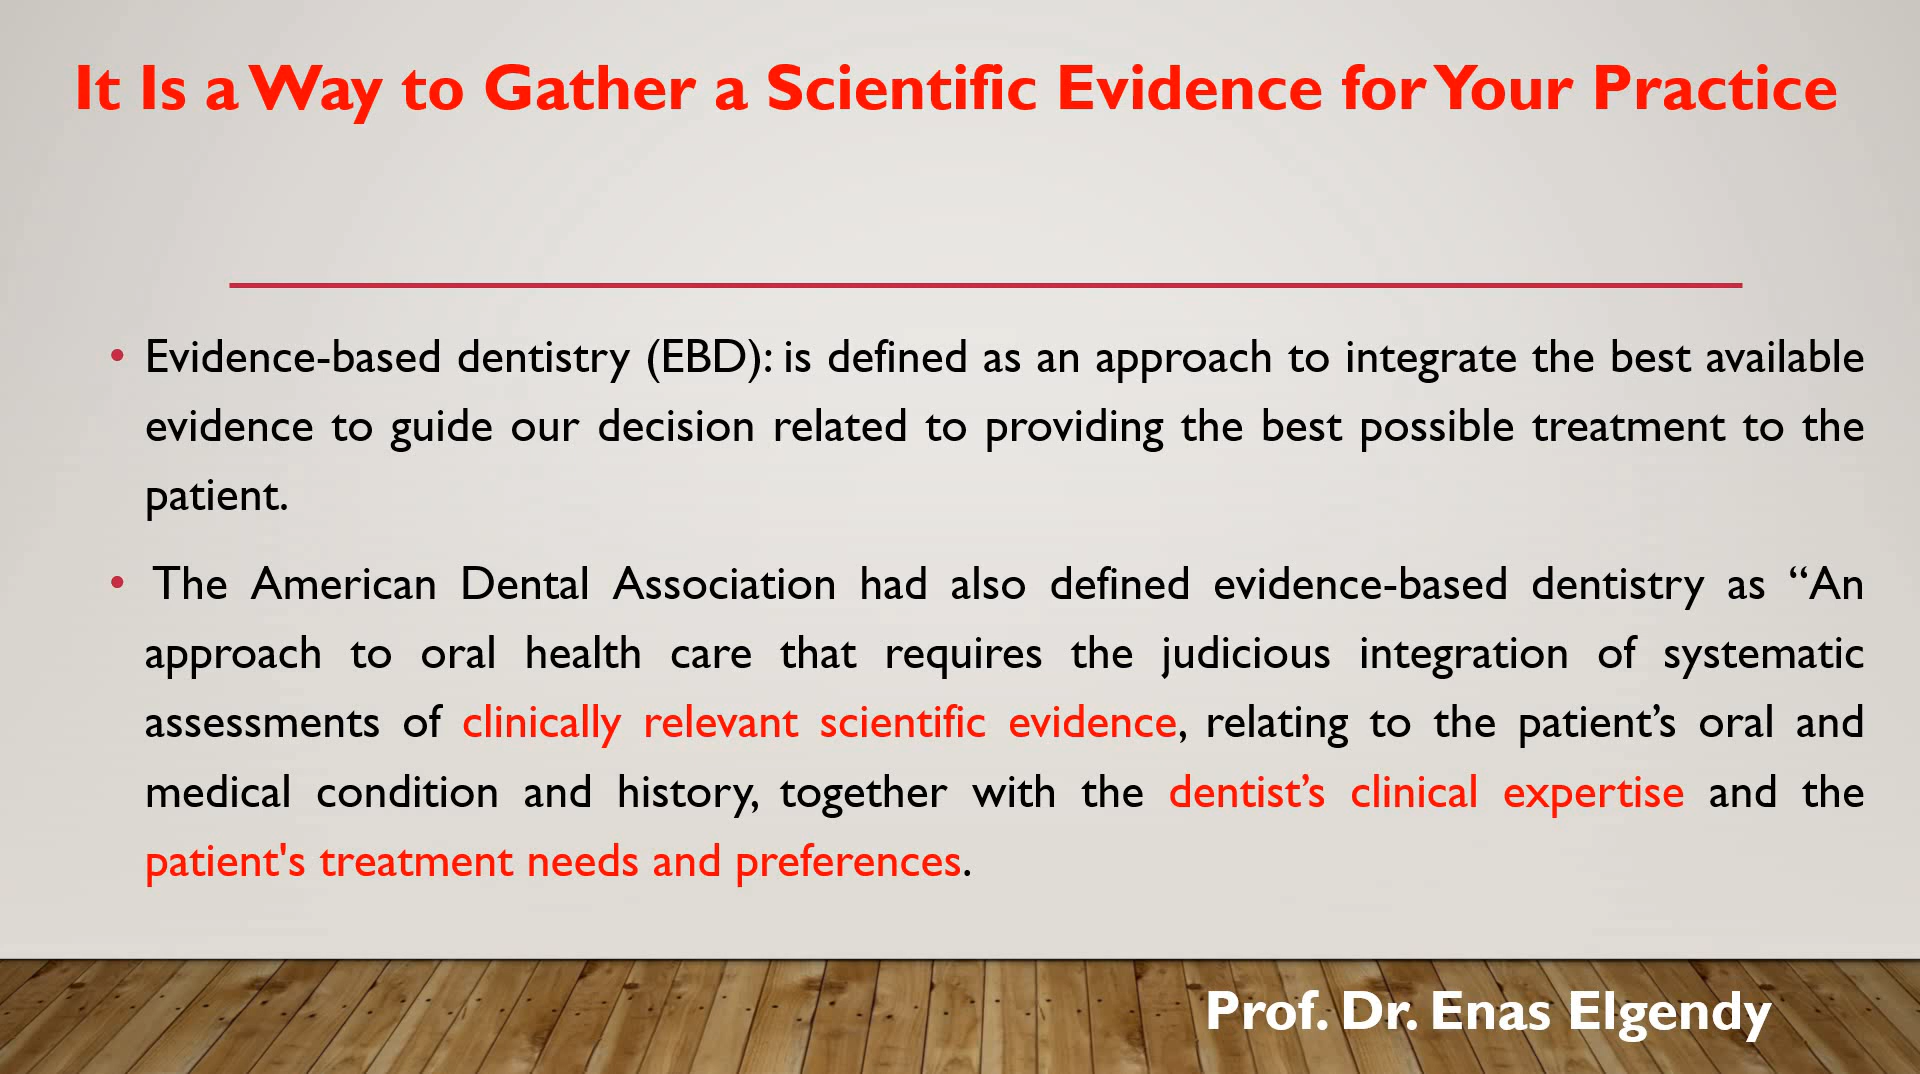 It Is a Way to Gather a Scientific Evidence for Your Practice
• Evidence-based dentistry (EBD): is defined as an approach to integrate the best available
evidence to guide our decision related to providing the best possible treatment to the
patient.
• The American Dental Association had also defined evidence-based dentistry as “An
approach to oral health care that requires the judicious integration of systematic
assessments of clinically relevant scientific evidence, relating to the patient’s oral and
medical condition and history, together with the dentist’s clinical expertise and the
patient's treatment needs and preferences.
Prof. Dr. Enas Elgendy